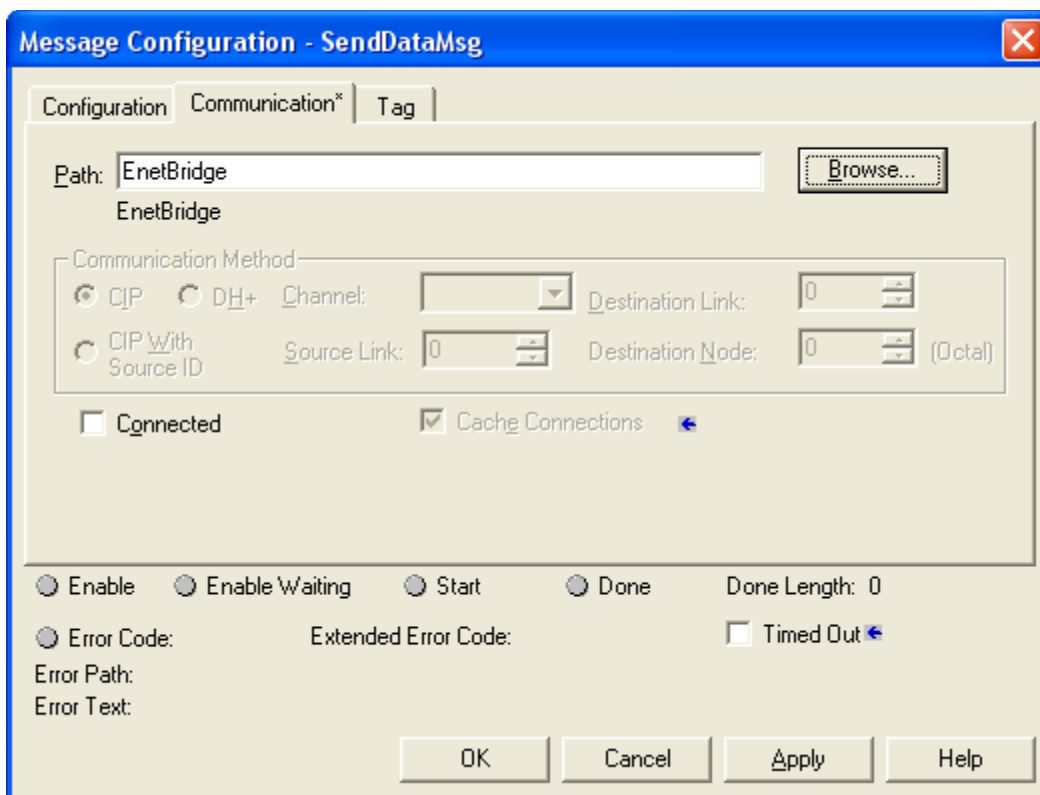 Message Configuration - SendDataMsg
Configuration Communication* Tag
Path: EnetBridge Browse...
EnetBridge
Communication Method
CIP DH+ Channel: Destination Link: 0
CIP With Source ID Source Link: 0 Destination Node: 0 (Octal)
Connected Cache Connections
Enable Enable Waiting Start Done Done Length: 0
Error Code: Extended Error Code: Timed Out
Error Path:
Error Text:
OK Cancel Apply Help